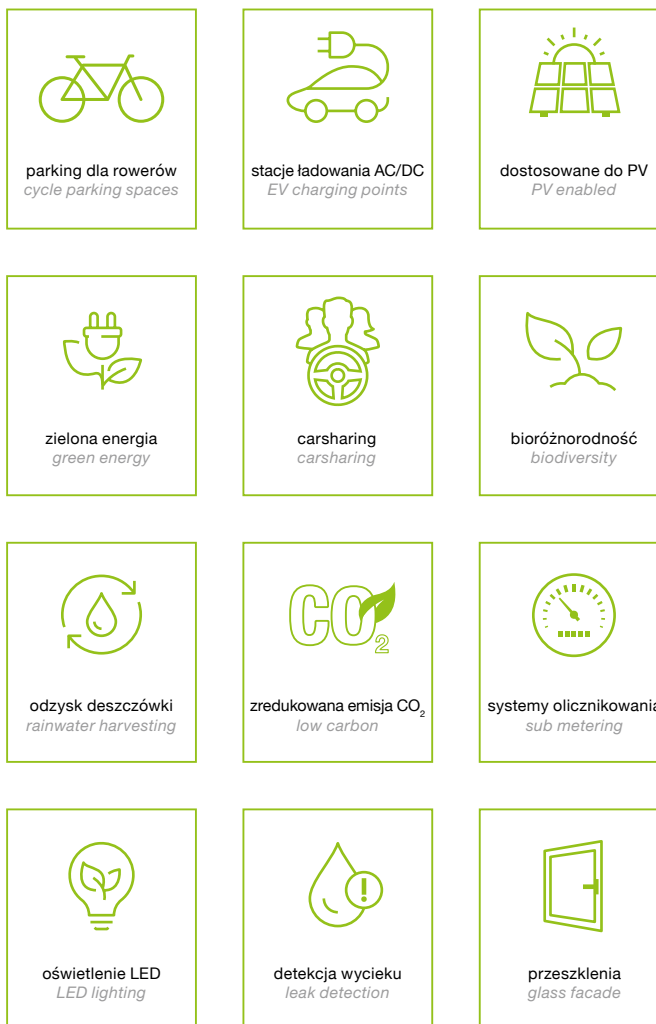 parking dla rowerów
cycle parking spaces
stacje ładowania AC/DC
EV charging points
dostosowane do PV
PV enabled
zielona energia
green energy
carsharing
carsharing
bioróżnorodność
biodiversity
odzysk deszczówki
rainwater harvesting
CO₂
zredukowana emisja CO₂
low carbon
systemy olicznikowania
sub metering
oświetlenie LED
LED lighting
!
detekcja wycieku
leak detection
przeszklenia
glass facade